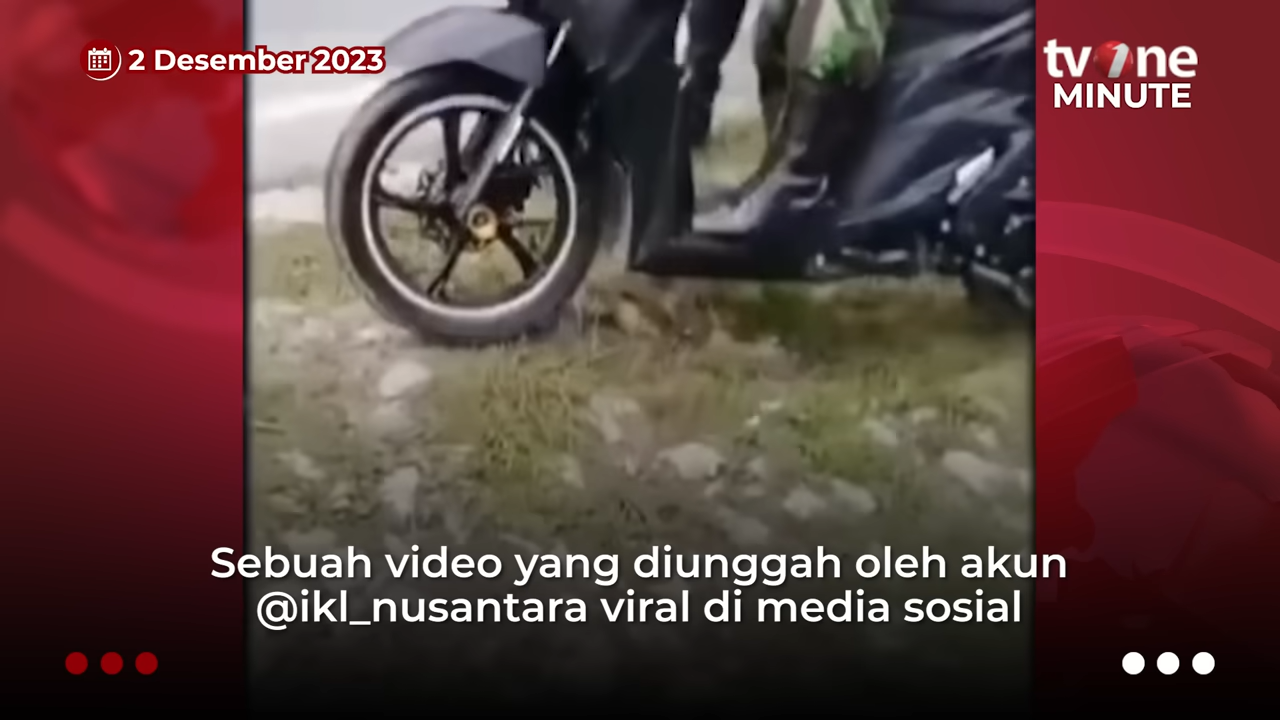 2 Desember 2023
tvOne
MINUTE
Sebuah video yang diunggah oleh akun
@ikl_nusantara viral di media sosial